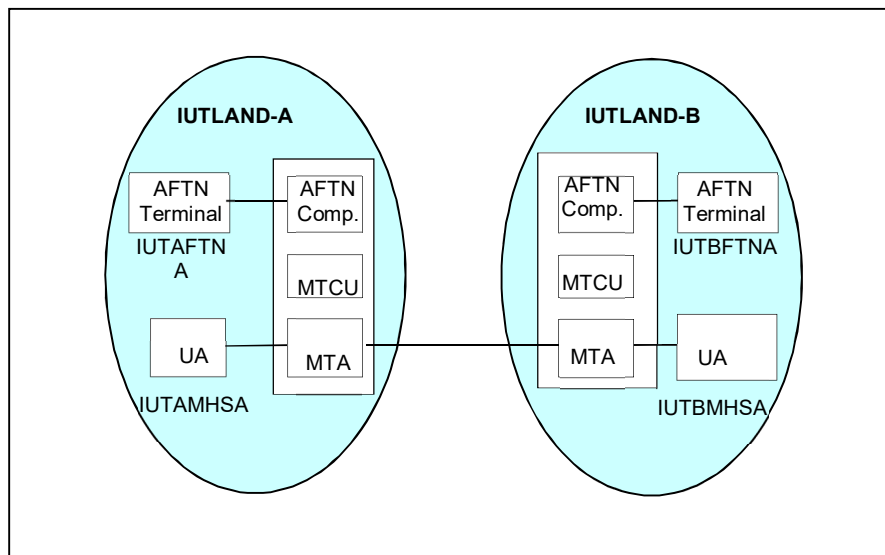 IUTLAND-A
AFTN
Terminal
AFTN
Comp.
IUTAFTN
A
MTCU
UA
MTA
IUTAMHSA
IUTLAND-B
AFTN
Comp.
AFTN
Terminal
IUTBFTNA
MTCU
MTA
UA
IUTBMHSA